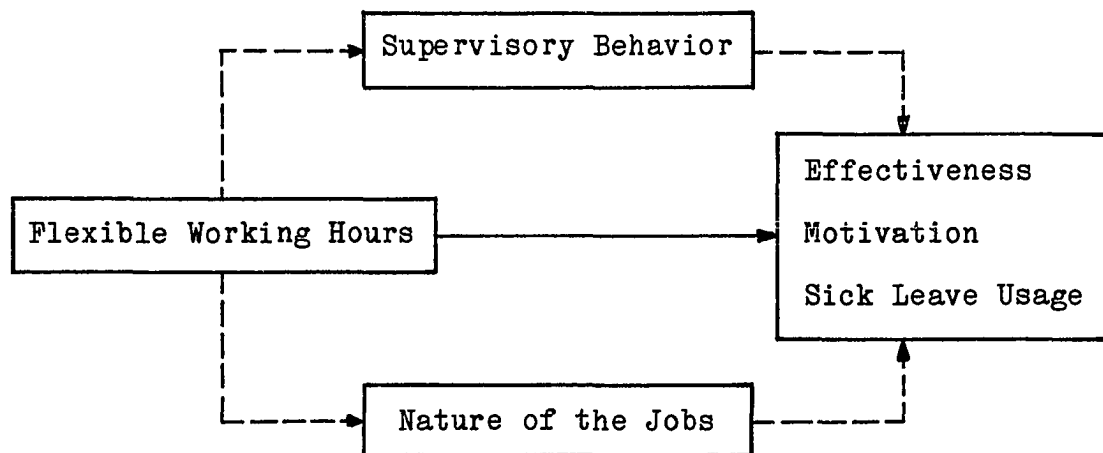 Supervisory Behavior
Effectiveness
Flexible Working Hours
Motivation
Sick Leave Usage
Nature of the Jobs